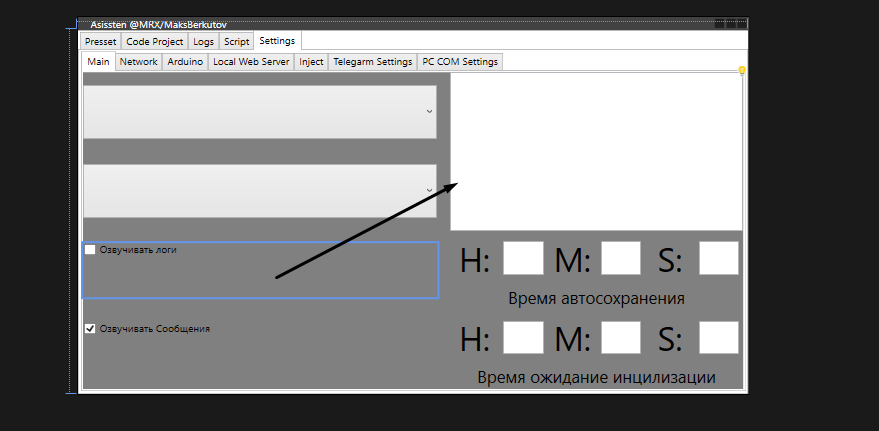 Asissten @MRX/MaksBerkutov
Presset Code Project Logs Script Settings
Main Network Arduino Local Web Server Inject Telegarm Settings PC COM Settings
Озвучивать логи
H: M: S:
Время автосохранения
Озвучивать Сообщения
H: M: S:
Время ожидание инцилизации